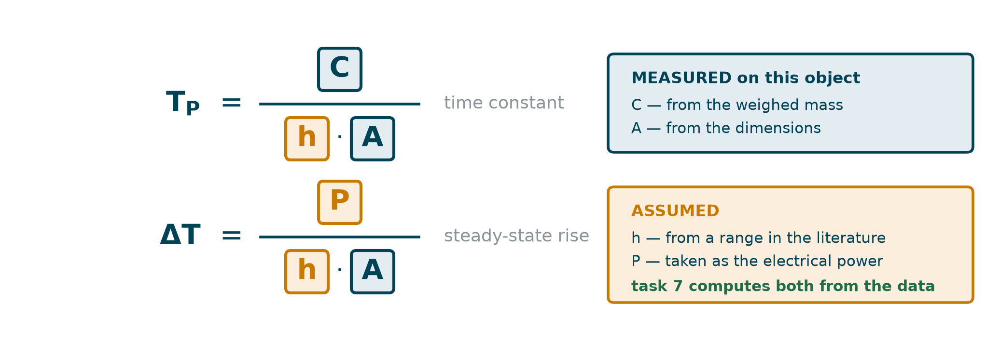 T_P = C / h · A time constant
MEASURED on this object
C — from the weighed mass
A — from the dimensions
ΔT = P / h · A steady-state rise
ASSUMED
h — from a range in the literature
P — taken as the electrical power
task 7 computes both from the data